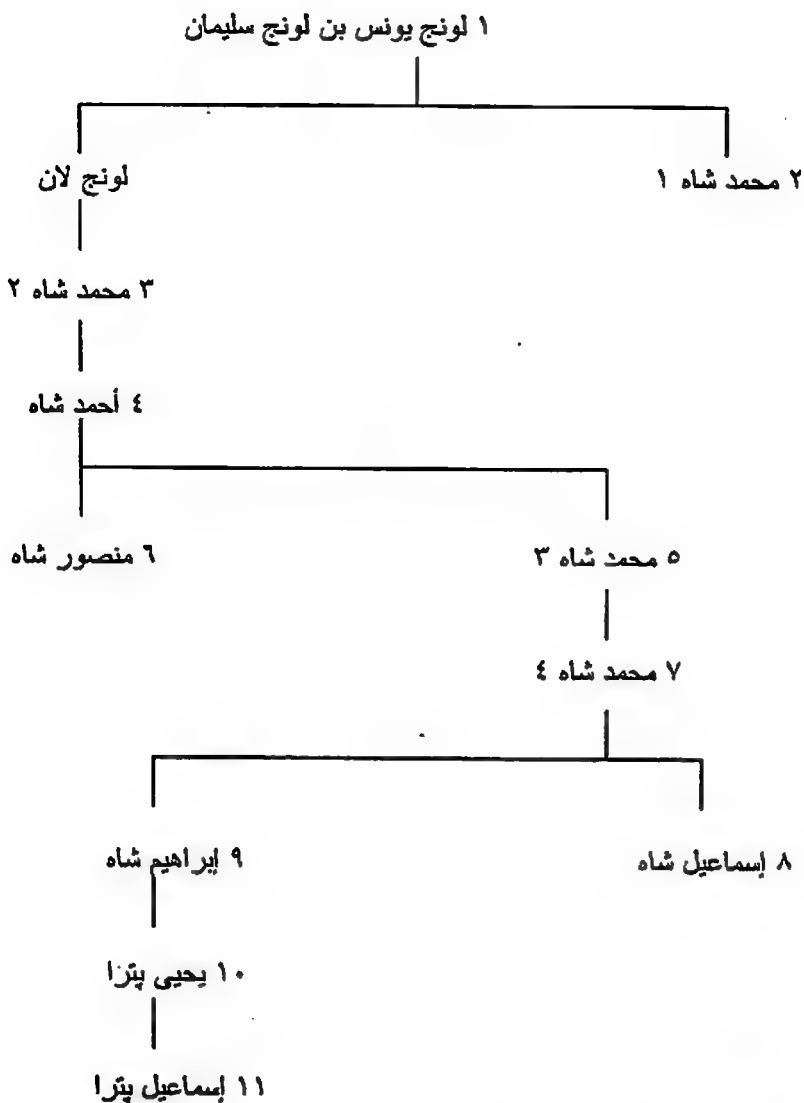 ١ لونج يونس بن لونج سليمان
٢ محمد شاه ١
لونج لان
٣ محمد شاه ٢
٤ أحمد شاه
٥ محمد شاه ٣
٦ منصور شاه
٧ محمد شاه ٤
٨ إسماعيل شاه
٩ إبراهيم شاه
١٠ يحيى پتزا
١١ إسماعيل پترا